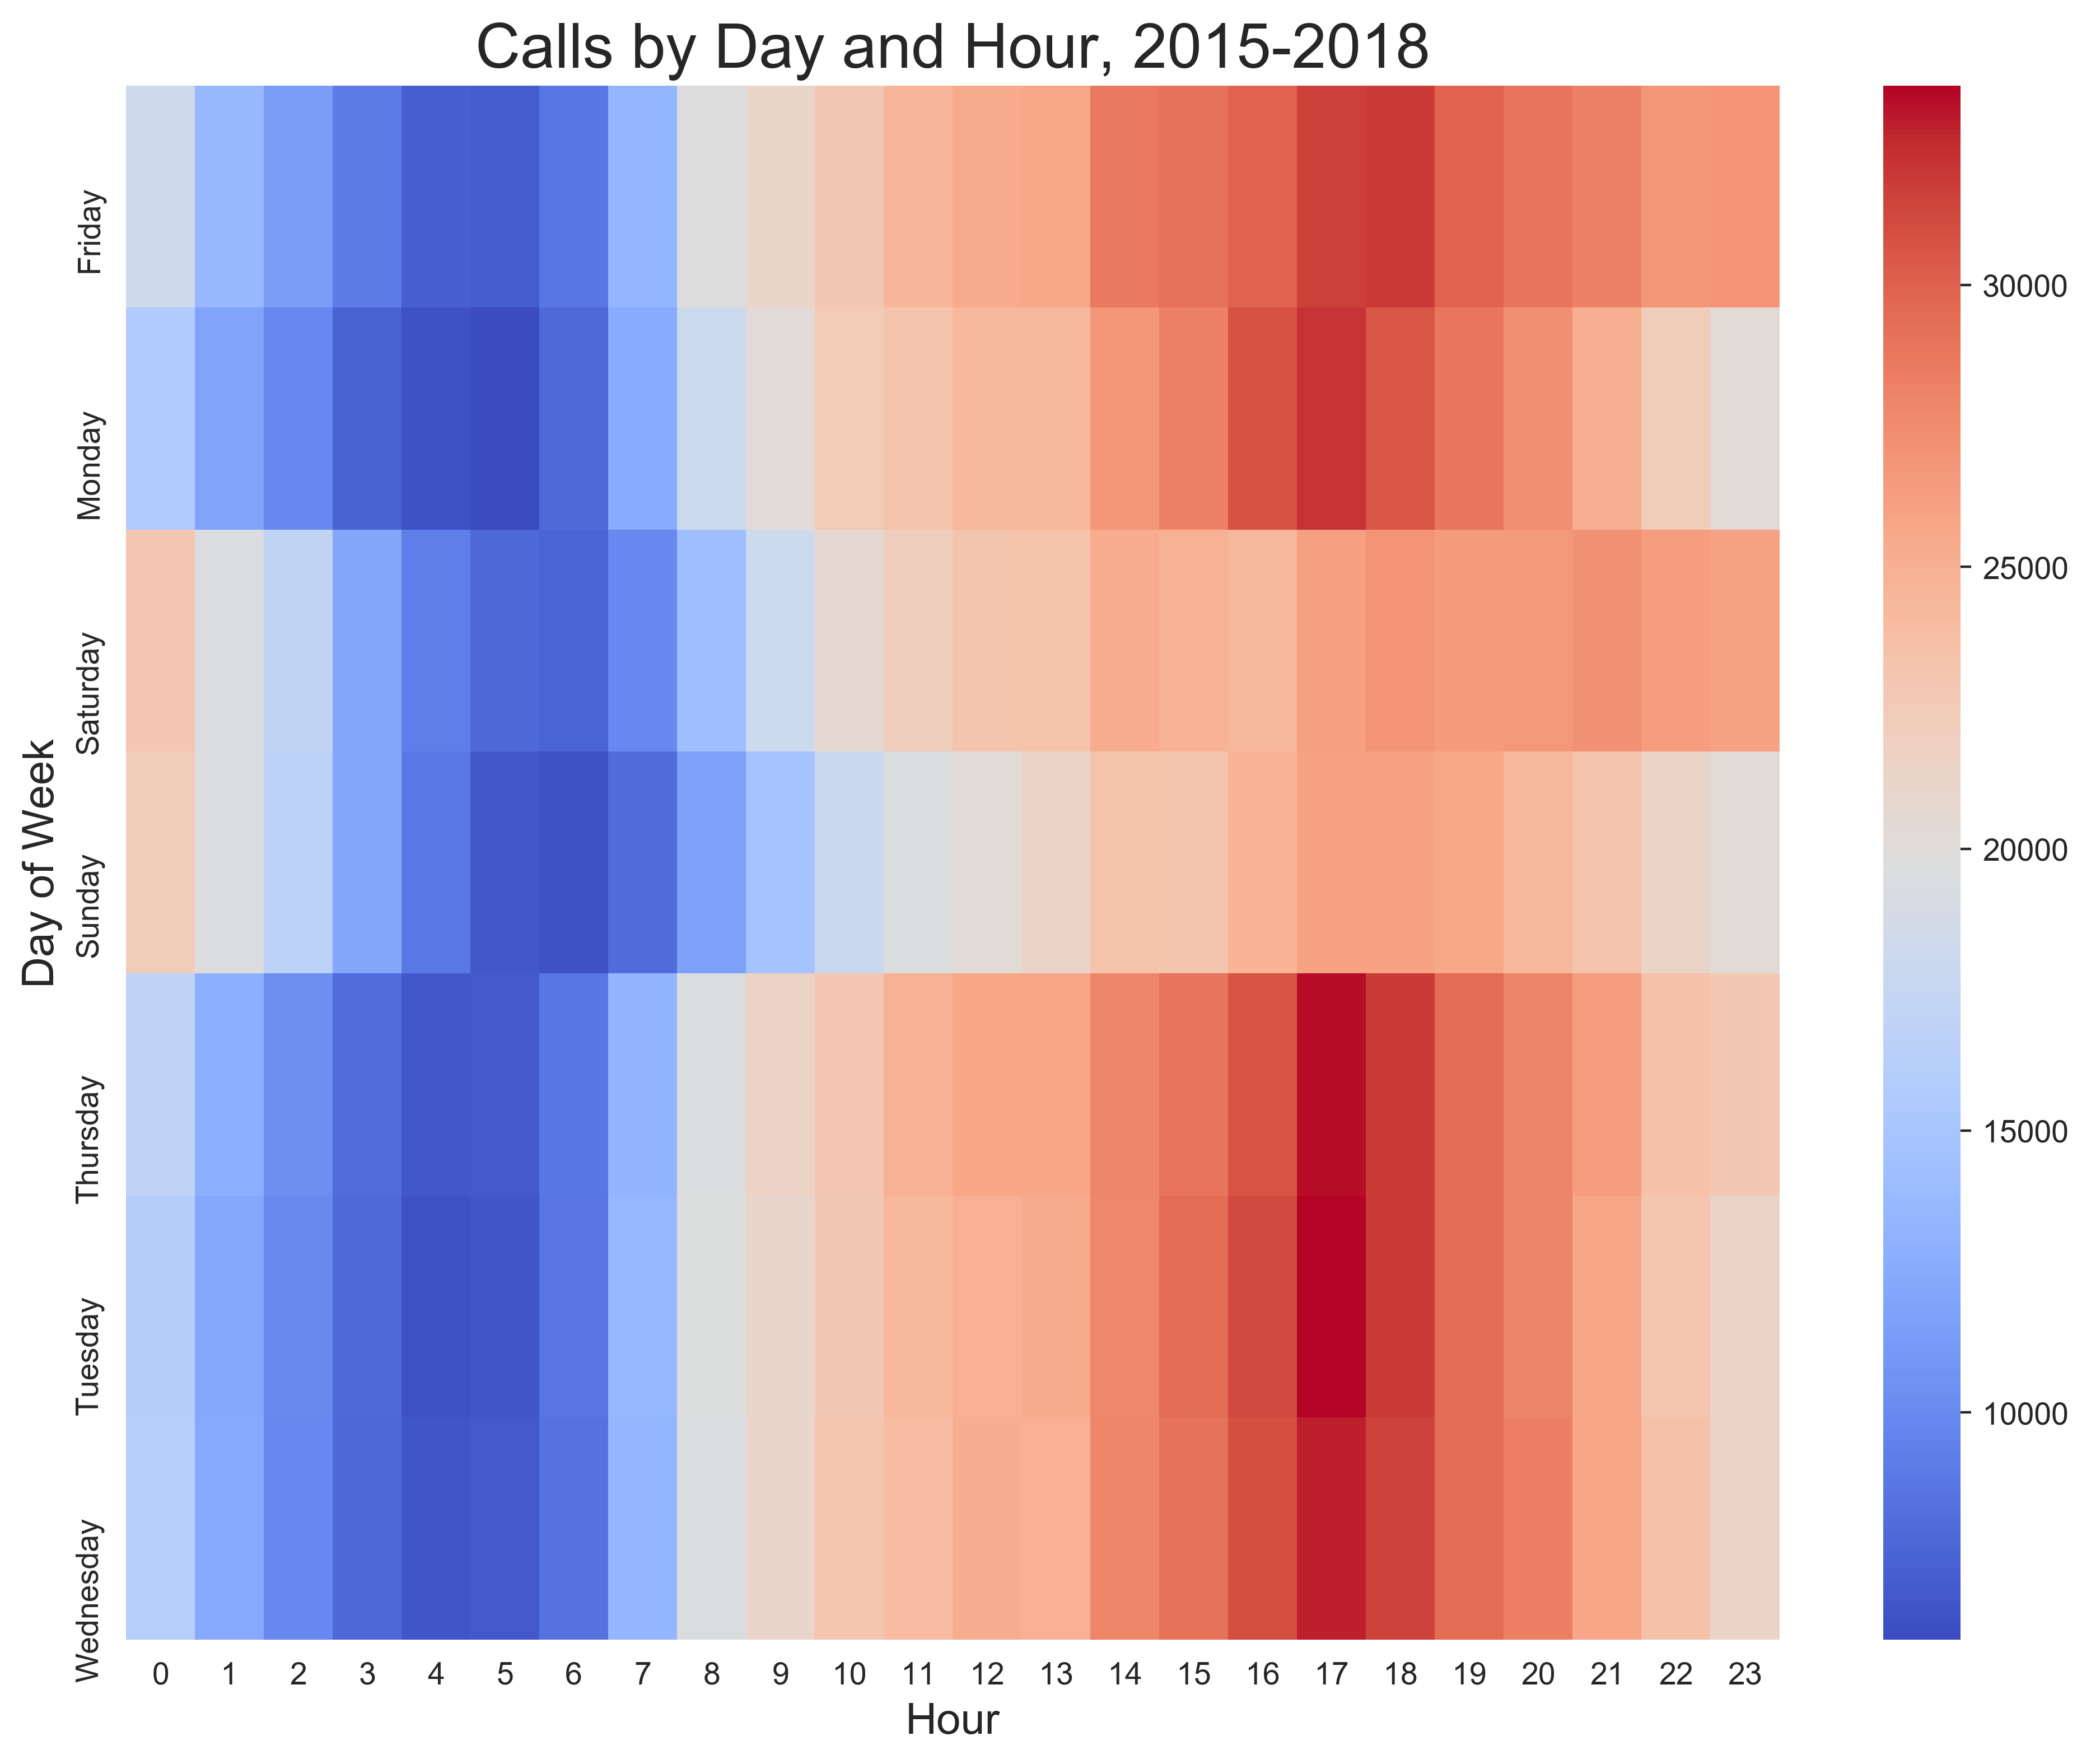 Calls by Day and Hour, 2015-2018
Day of Week
Friday
Monday
Saturday
Sunday
Thursday
Tuesday
Wednesday
0 1 2 3 4 5 6 7 8 9 10 11 12 13 14 15 16 17 18 19 20 21 22 23
Hour
30000
25000
20000
15000
10000